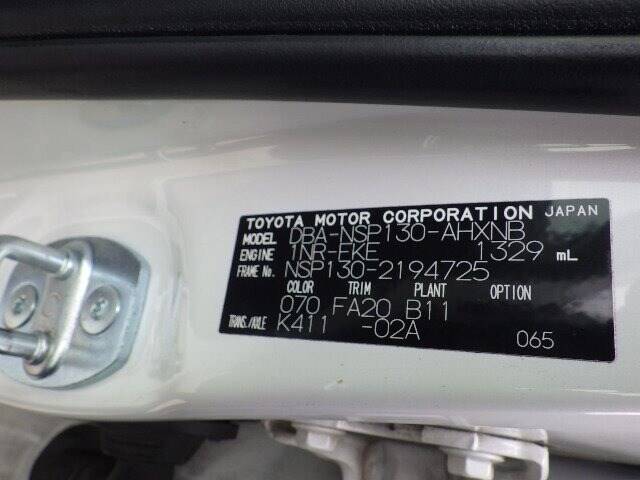 TOYOTA MOTOR CORPORATION JAPAN
MODEL DBA-NSP130-AHXNB
ENGINE 1NR-FKE 1329 mL
FRAME No. NSP130-2194725
COLOR TRIM PLANT OPTION
070 FA20 B11
TRANS./AXLE K411 -02A
065